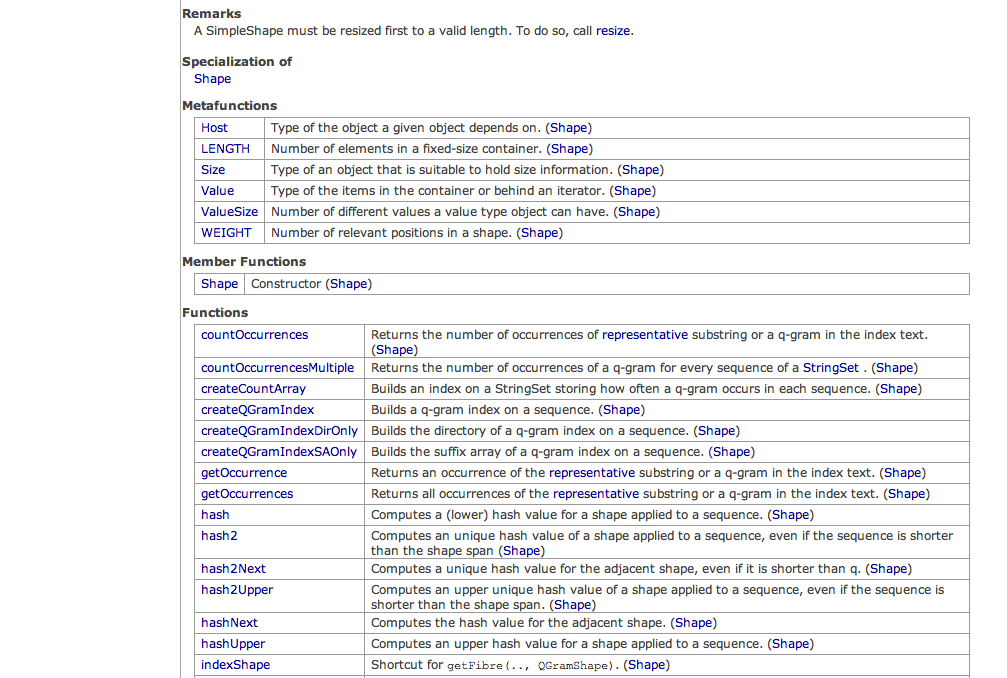 Remarks
A SimpleShape must be resized first to a valid length. To do so, call resize.
Specialization of
Shape
Metafunctions
Host Type of the object a given object depends on. (Shape)
LENGTH Number of elements in a fixed-size container. (Shape)
Size Type of an object that is suitable to hold size information. (Shape)
Value Type of the items in the container or behind an iterator. (Shape)
ValueSize Number of different values a value type object can have. (Shape)
WEIGHT Number of relevant positions in a shape. (Shape)
Member Functions
Shape Constructor (Shape)
Functions
countOccurrences Returns the number of occurrences of representative substring or a q-gram in the index text.
(Shape)
countOccurrencesMultiple Returns the number of occurrences of a q-gram for every sequence of a StringSet . (Shape)
createCountArray Builds an index on a StringSet storing how often a q-gram occurs in each sequence. (Shape)
createQGramIndex Builds a q-gram index on a sequence. (Shape)
createQGramIndexDirOnly Builds the directory of a q-gram index on a sequence. (Shape)
createQGramIndexSAOnly Builds the suffix array of a q-gram index on a sequence. (Shape)
getOccurrence Returns an occurrence of the representative substring or a q-gram in the index text. (Shape)
getOccurrences Returns all occurrences of the representative substring or a q-gram in the index text. (Shape)
hash Computes a (lower) hash value for a shape applied to a sequence. (Shape)
hash2 Computes an unique hash value of a shape applied to a sequence, even if the sequence is shorter
than the shape span (Shape)
hash2Next Computes a unique hash value for the adjacent shape, even if it is shorter than q. (Shape)
hash2Upper Computes an upper unique hash value of a shape applied to a sequence, even if the sequence is
shorter than the shape span. (Shape)
hashNext Computes the hash value for the adjacent shape. (Shape)
hashUpper Computes an upper hash value for a shape applied to a sequence. (Shape)
indexShape Shortcut for getFibre(.., QGramShape). (Shape)